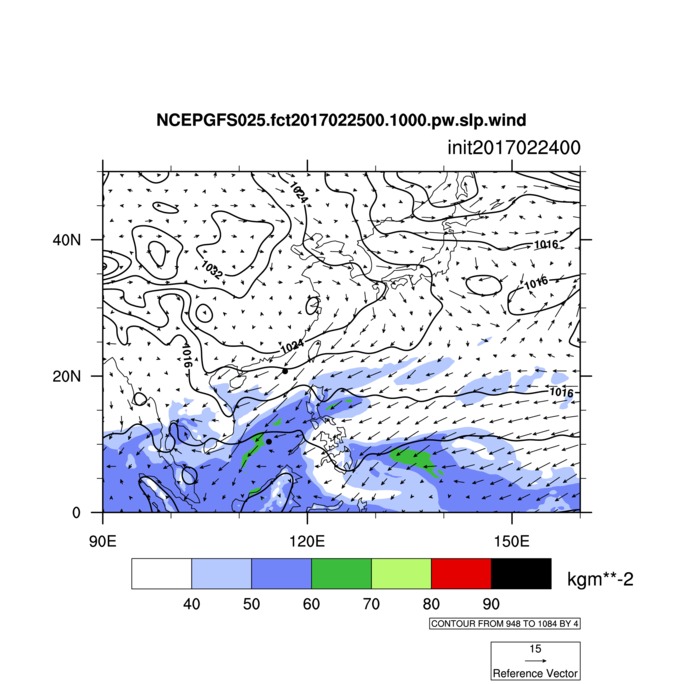 NCEPGFS025.fct2017022500.1000.pw.slp.wind
init2017022400
1024
40N
1016
1032
1016
1024
1016
20N
1016
0
90E 120E 150E
kgm**-2
40 50 60 70 80 90
CONTOUR FROM 948 TO 1084 BY 4
15
Reference Vector